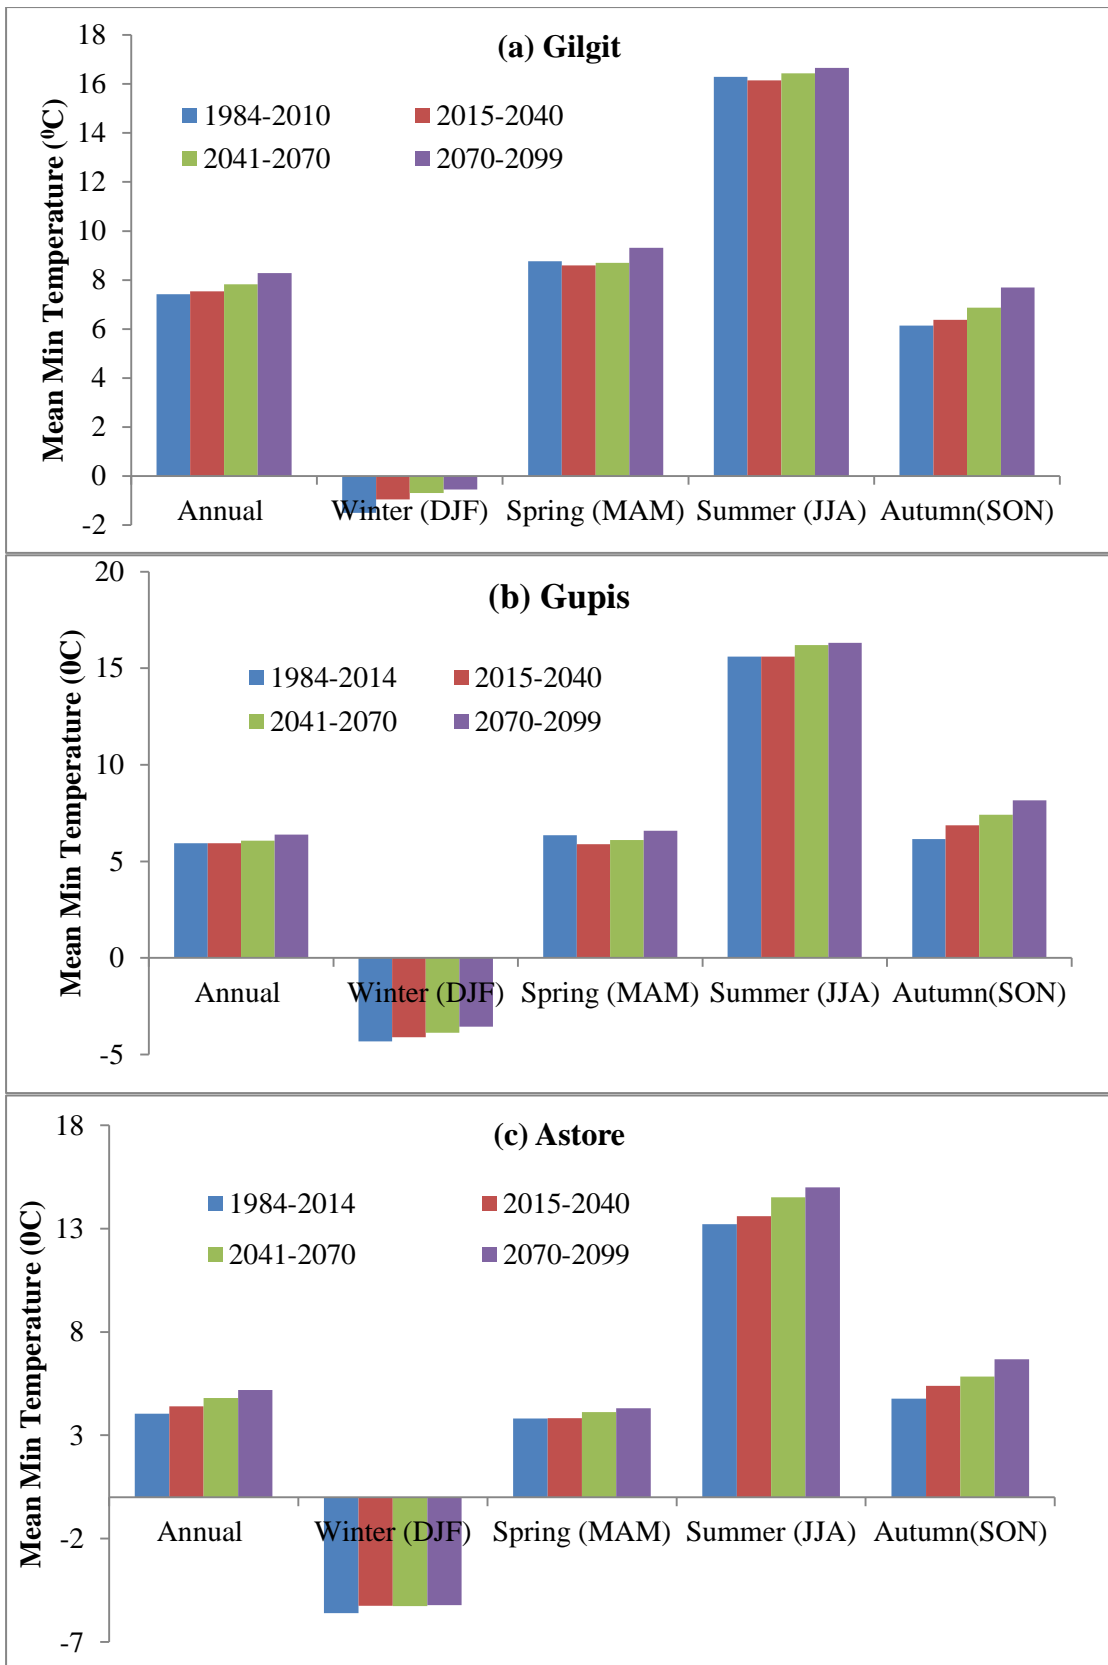 (a) Gilgit
Mean Min Temperature (⁰C)
18
16
14
12
10
8
6
4
2
0
-2
1984-2010
2015-2040
2041-2070
2070-2099
Annual
Winter (DJF)
Spring (MAM)
Summer (JJA)
Autumn(SON)
(b) Gupis
Mean Min Temperature (0C)
20
15
10
5
0
-5
1984-2014
2015-2040
2041-2070
2070-2099
Annual
Winter (DJF)
Spring (MAM)
Summer (JJA)
Autumn(SON)
(c) Astore
Mean Min Temperature (0C)
18
13
8
3
-2
-7
1984-2014
2015-2040
2041-2070
2070-2099
Annual
Winter (DJF)
Spring (MAM)
Summer (JJA)
Autumn(SON)